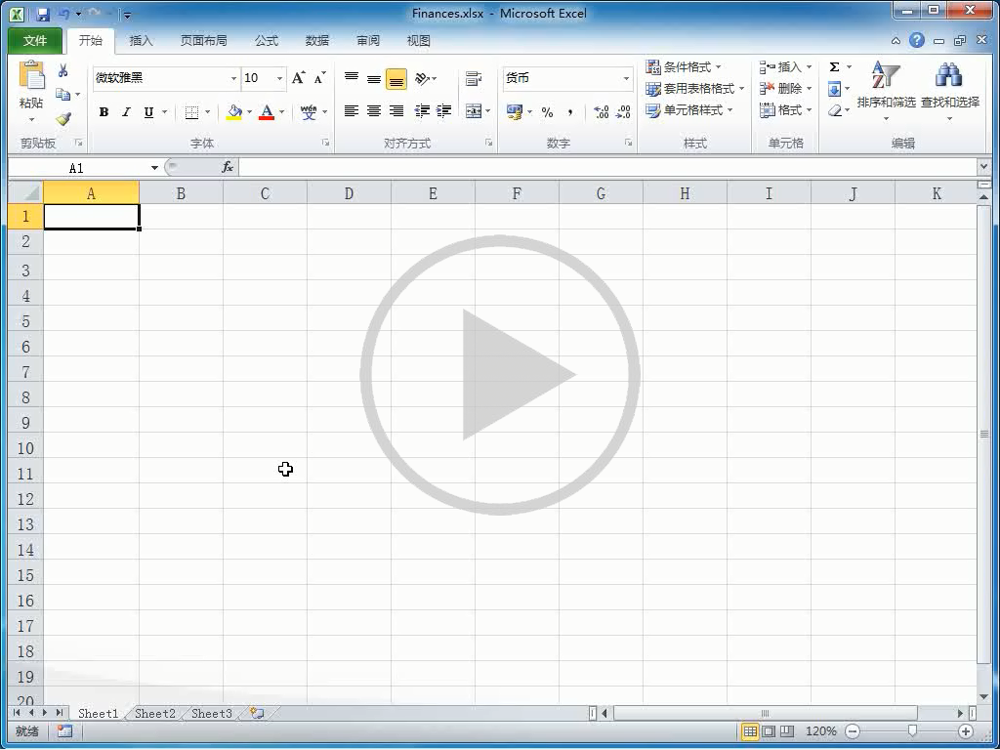 Finances.xlsx - Microsoft Excel
文件 开始 插入 页面布局 公式 数据 审阅 视图
微软雅黑 10 货币 条件格式 插入 Σ
粘贴 套用表格格式 删除 排序和筛选 查找和选择
B I U A wén 文 % , 单元格样式 格式
剪贴板 字体 对齐方式 数字 样式 单元格 编辑
A1 fx
A B C D E F G H I J K
1
2
3
4
5
6
7
8
9
10
11
12
13
14
15
16
17
18
19
20
Sheet1 Sheet2 Sheet3
就绪 120%